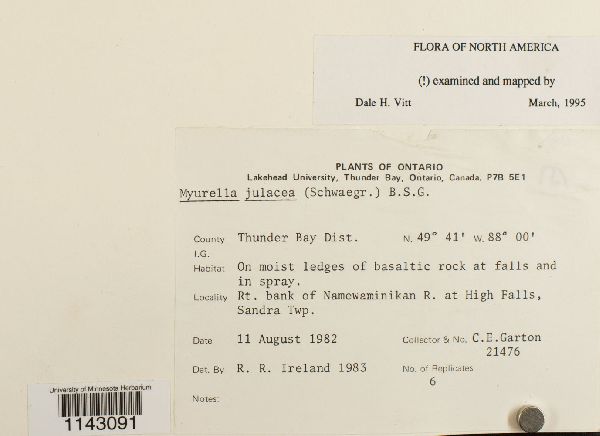 FLORA OF NORTH AMERICA
(!) examined and mapped by
Dale H. Vitt March, 1995
PLANTS OF ONTARIO
Lakehead University, Thunder Bay, Ontario, Canada, P7B 5E1
Myurella julacea (Schwaegr.) B.S.G.
County Thunder Bay Dist. N. 49° 41' W. 88° 00'
I.G.
Habitat On moist ledges of basaltic rock at falls and
in spray.
Locality Rt. bank of Namewaminikan R. at High Falls,
Sandra Twp.
Date 11 August 1982 Collector & No. C.E.Garton
21476
Det. By R. R. Ireland 1983 No. of Replicates
6
Notes:
University of Minnesota Herbarium
1143091